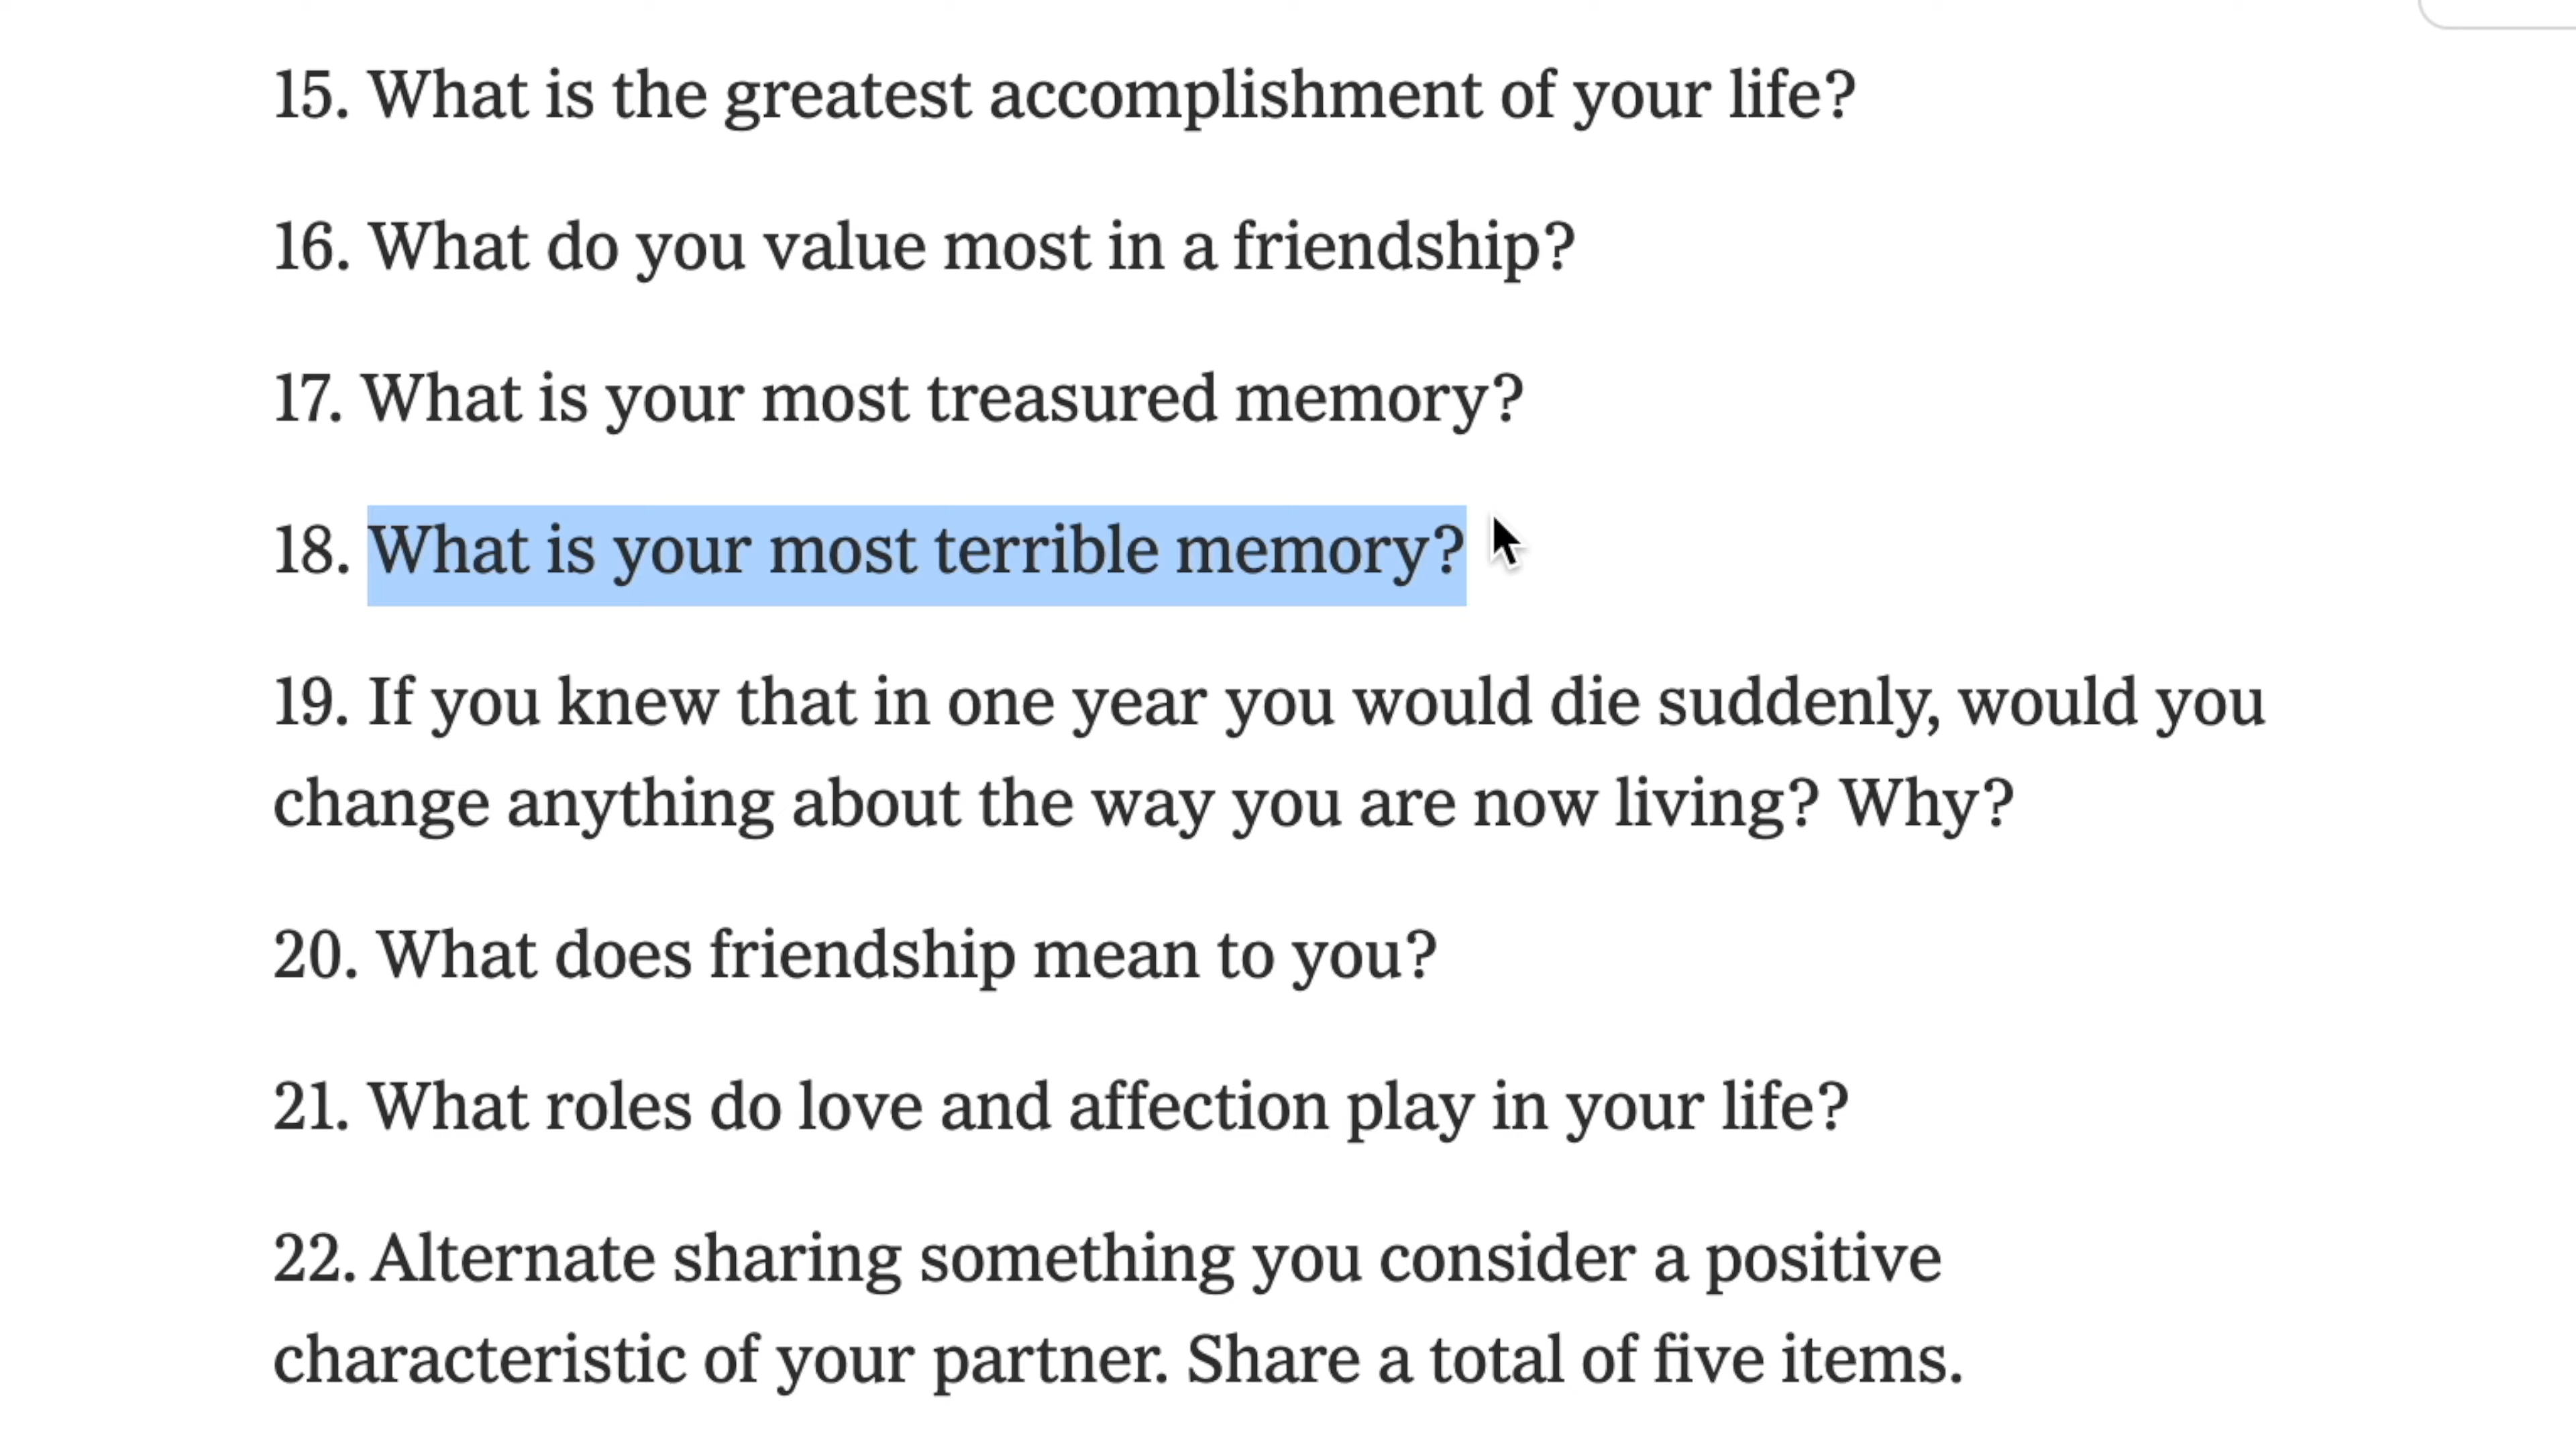 15. What is the greatest accomplishment of your life?
16. What do you value most in a friendship?
17. What is your most treasured memory?
18. What is your most terrible memory?
19. If you knew that in one year you would die suddenly, would you
change anything about the way you are now living? Why?
20. What does friendship mean to you?
21. What roles do love and affection play in your life?
22. Alternate sharing something you consider a positive
characteristic of your partner. Share a total of five items.